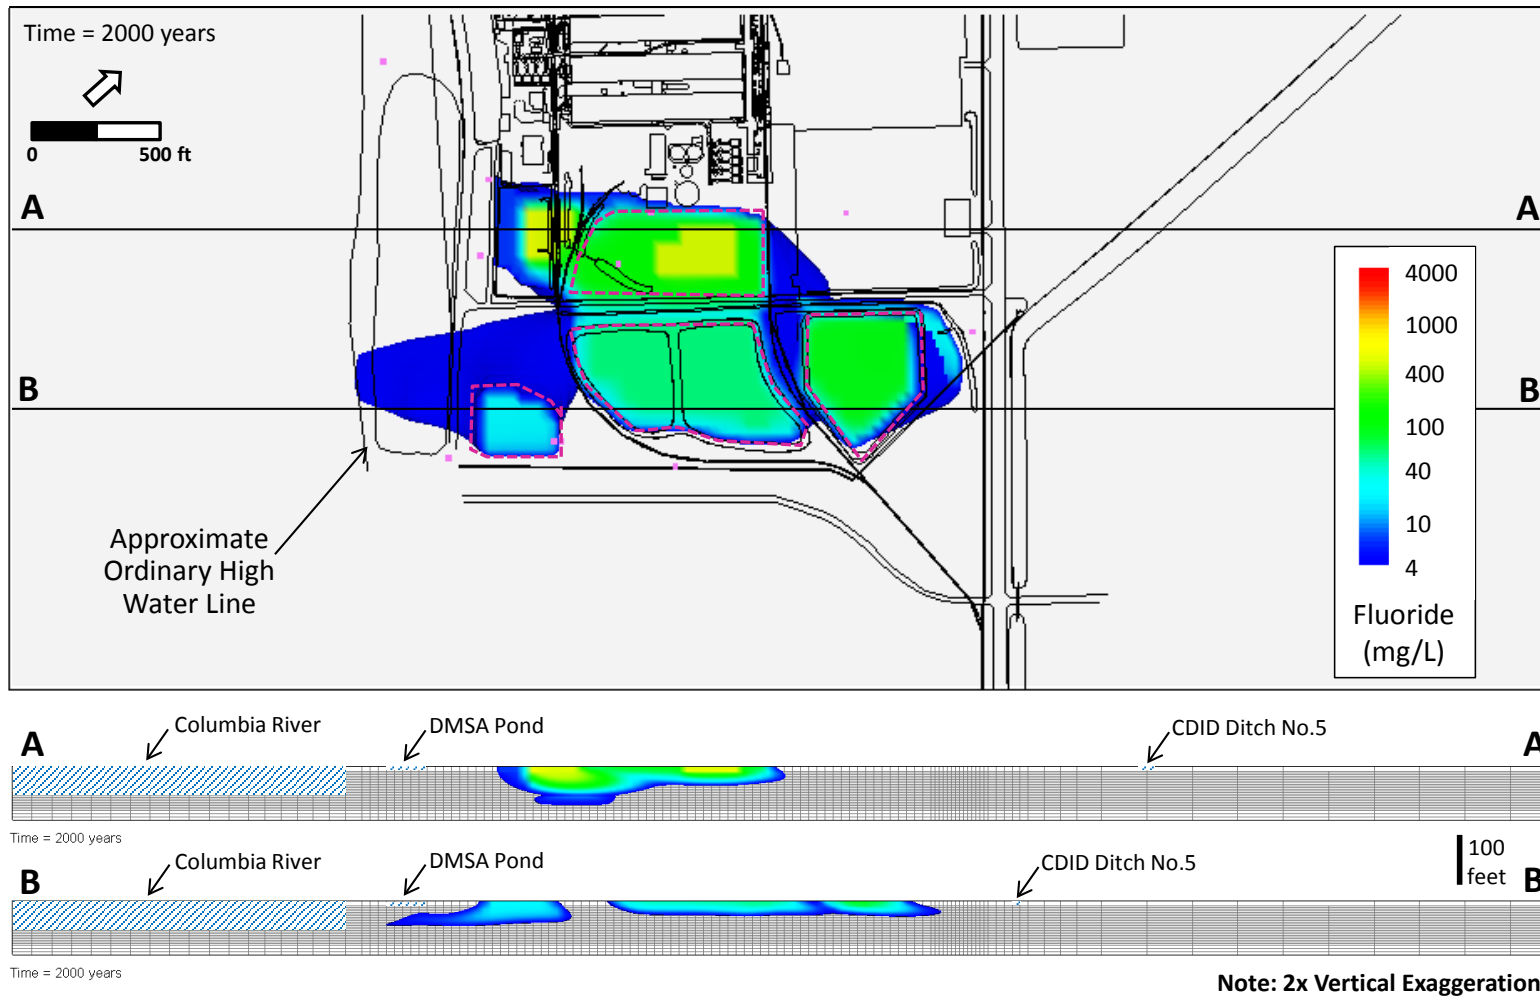 Time = 2000 years
0 500 ft
A A
B B
Approximate
Ordinary High
Water Line
4000
1000
400
100
40
10
4
Fluoride
(mg/L)
Columbia River
DMSA Pond
CDID Ditch No.5
A A
Time = 2000 years
100
feet
Columbia River
DMSA Pond
CDID Ditch No.5
B B
Time = 2000 years
Note: 2x Vertical Exaggeration